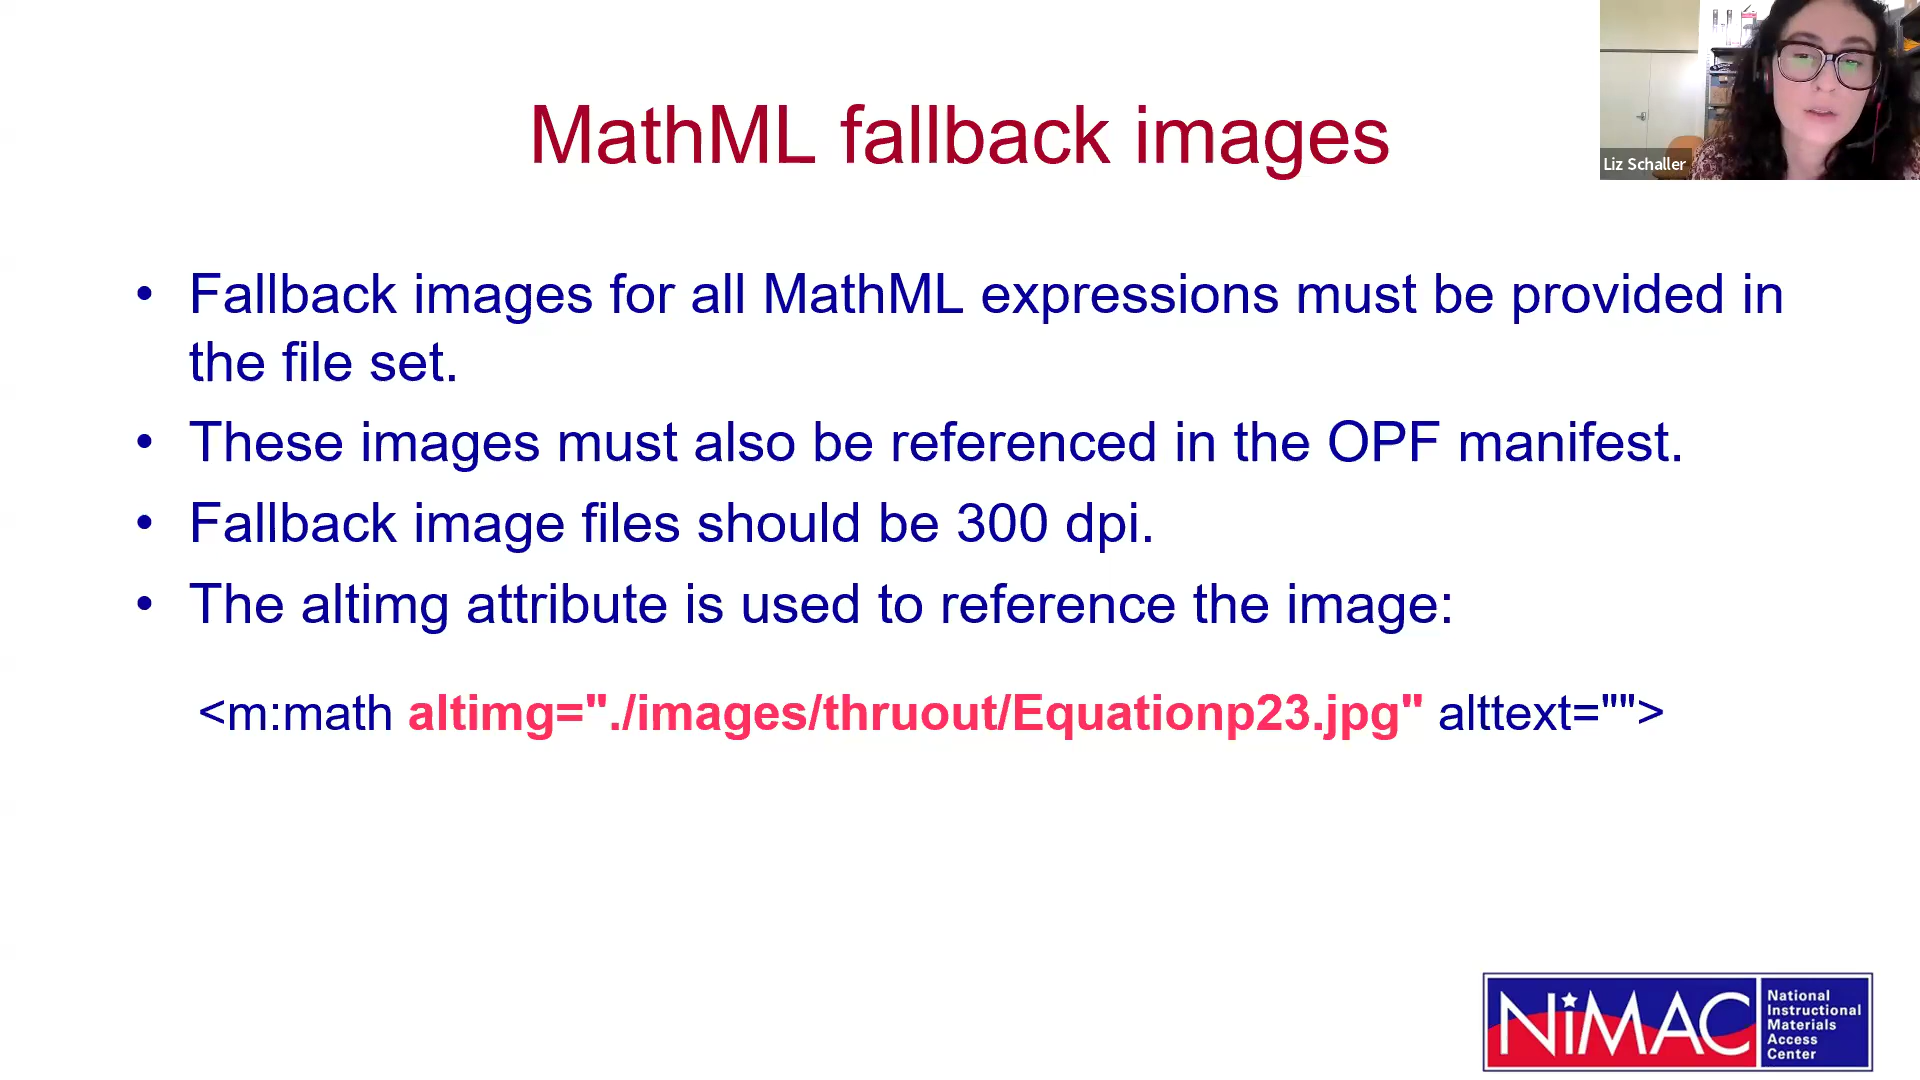 MathML fallback images
Liz Schaller
• Fallback images for all MathML expressions must be provided in
the file set.
• These images must also be referenced in the OPF manifest.
• Fallback image files should be 300 dpi.
• The altimg attribute is used to reference the image:
<m:math altimg="./images/thruout/Equationp23.jpg" alttext="">
NiMAC
National
Instructional
Materials
Access
Center